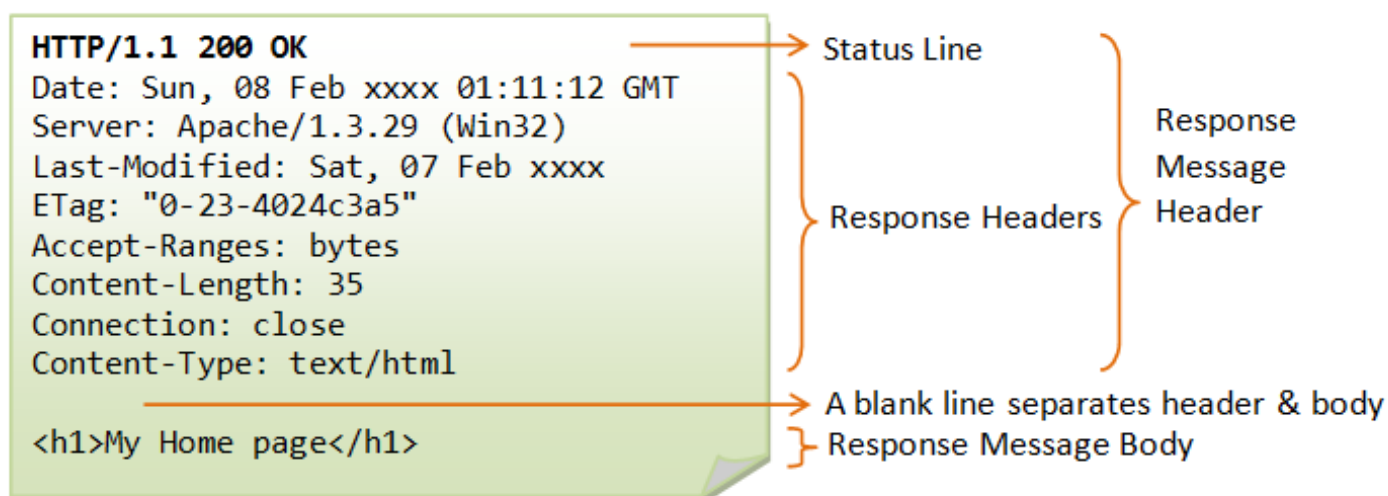 HTTP/1.1 200 OK
Date: Sun, 08 Feb xxxx 01:11:12 GMT
Server: Apache/1.3.29 (Win32)
Last-Modified: Sat, 07 Feb xxxx
ETag: "0-23-4024c3a5"
Accept-Ranges: bytes
Content-Length: 35
Connection: close
Content-Type: text/html
<h1>My Home page</h1>
Status Line
Response Headers
Response
Message
Header
A blank line separates header & body
Response Message Body